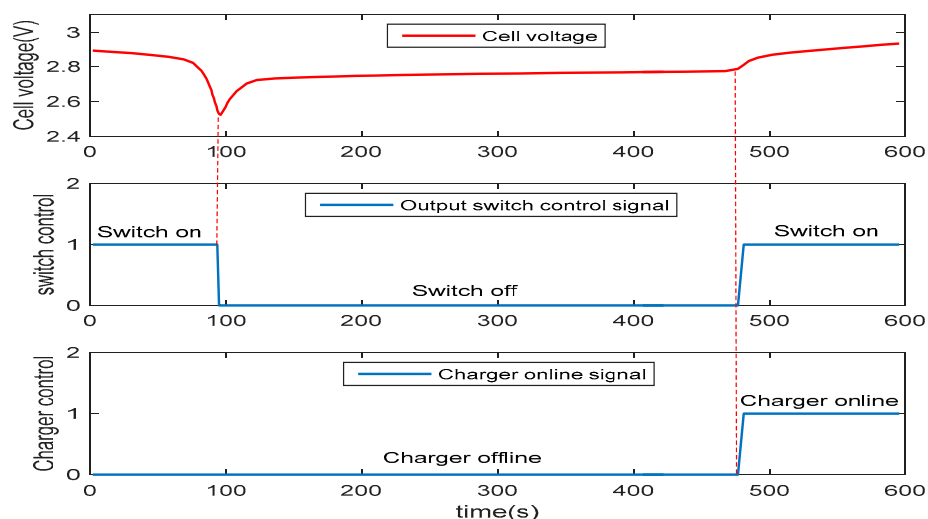 Cell voltage(V)
3
2.8
2.6
2.4
Cell voltage
0 100 200 300 400 500 600
switch control
2
1
0
Output switch control signal
Switch on
Switch on
Switch off
0 100 200 300 400 500 600
Charger control
2
1
0
Charger online signal
Charger online
Charger offline
0 100 200 300 400 500 600
time(s)